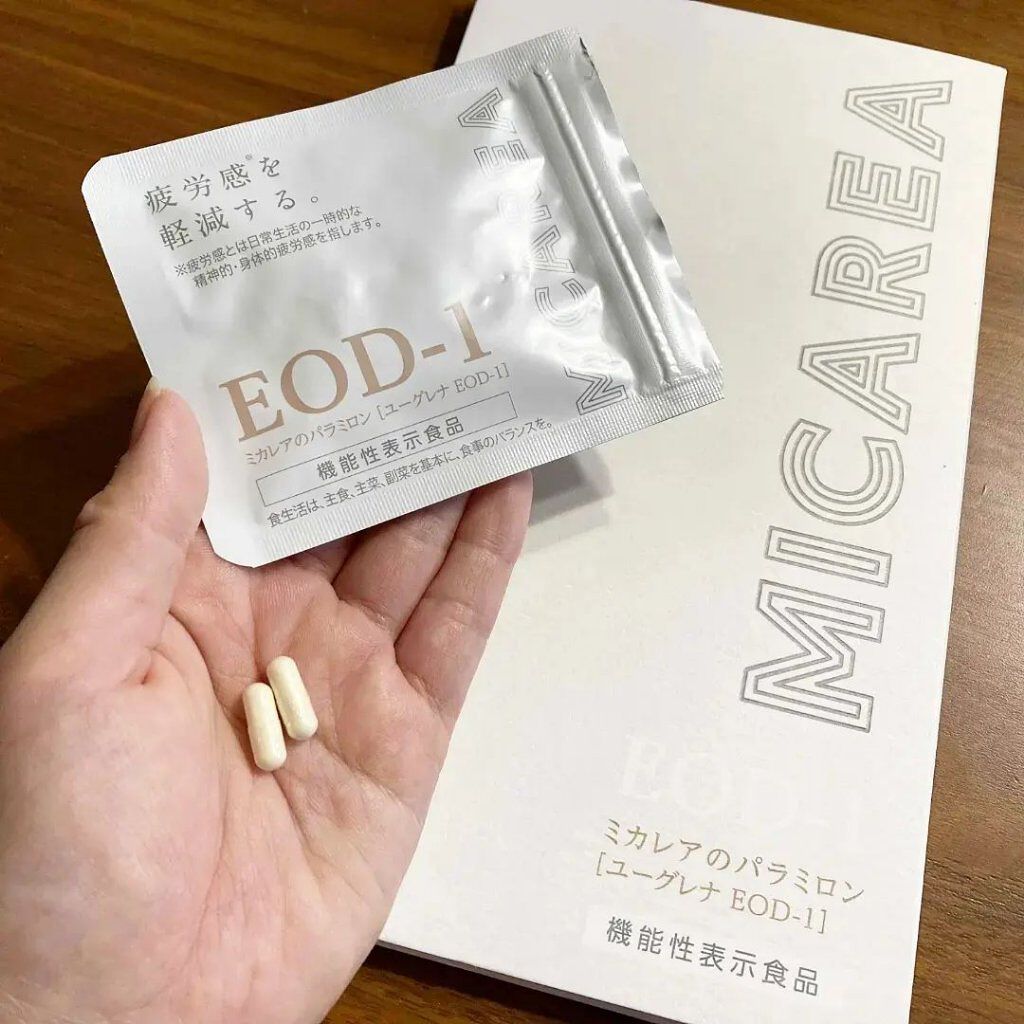 疲労感※を
軽減する。
※疲労感とは日常生活の一時的な
精神的・身体的疲労感を指します。
EOD-1
ミカレアのパラミロン [ユーグレナ EOD-1]
機能性表示食品
食生活は、主食、主菜、副菜を基本に、食事のバランスを。
MICAREA
MICAREA
EOD-1
ミカレアのパラミロン
[ユーグレナ EOD-1]
機能性表示食品